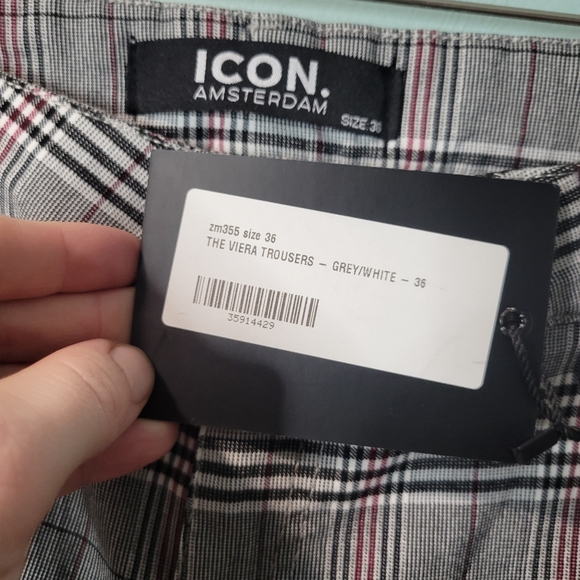 ICON.
AMSTERDAM
SIZE 36
zm355 size 36
THE VIERA TROUSERS – GREY/WHITE – 36
35914429